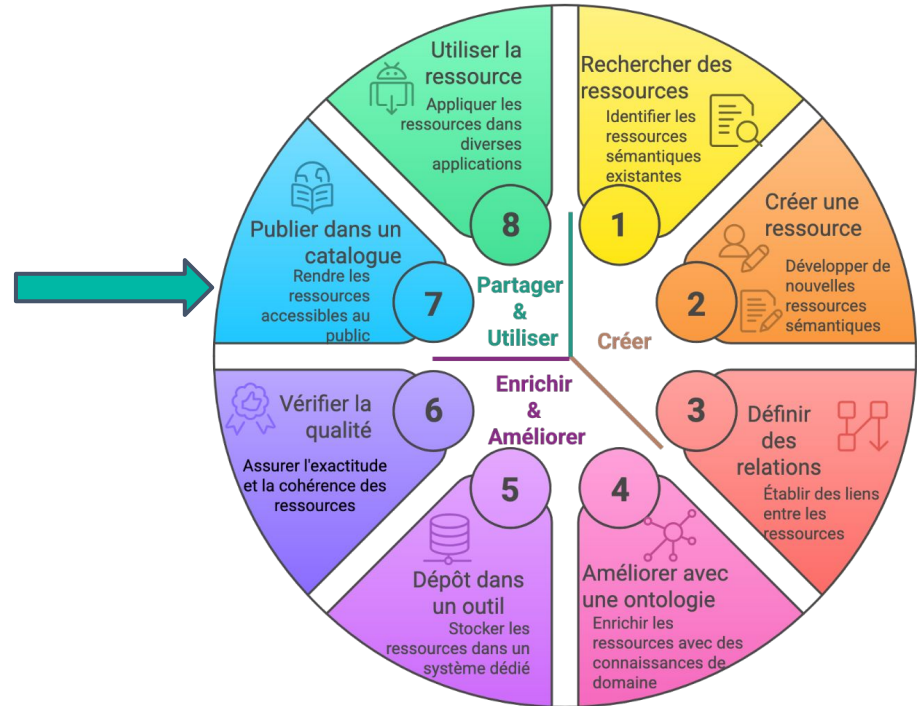 Rechercher des
ressources
Identifier les
ressources
sémantiques
existantes
1
Créer une
ressource
Développer de
nouvelles
ressources
sémantiques
2
Définir
des
relations
Établir des liens
entre les
ressources
3
Améliorer avec
une ontologie
Enrichir les
ressources avec des
connaissances de
domaine
4
Dépôt dans
un outil
Stocker les
ressources dans un
système dédié
5
Vérifier la
qualité
Assurer l'exactitude
et la cohérence des
ressources
6
Publier dans un
catalogue
Rendre les
ressources
accessibles au
public
7
Utiliser la
ressource
Appliquer les
ressources dans
diverses
applications
8
Partager
&
Utiliser
Créer
Enrichir
&
Améliorer